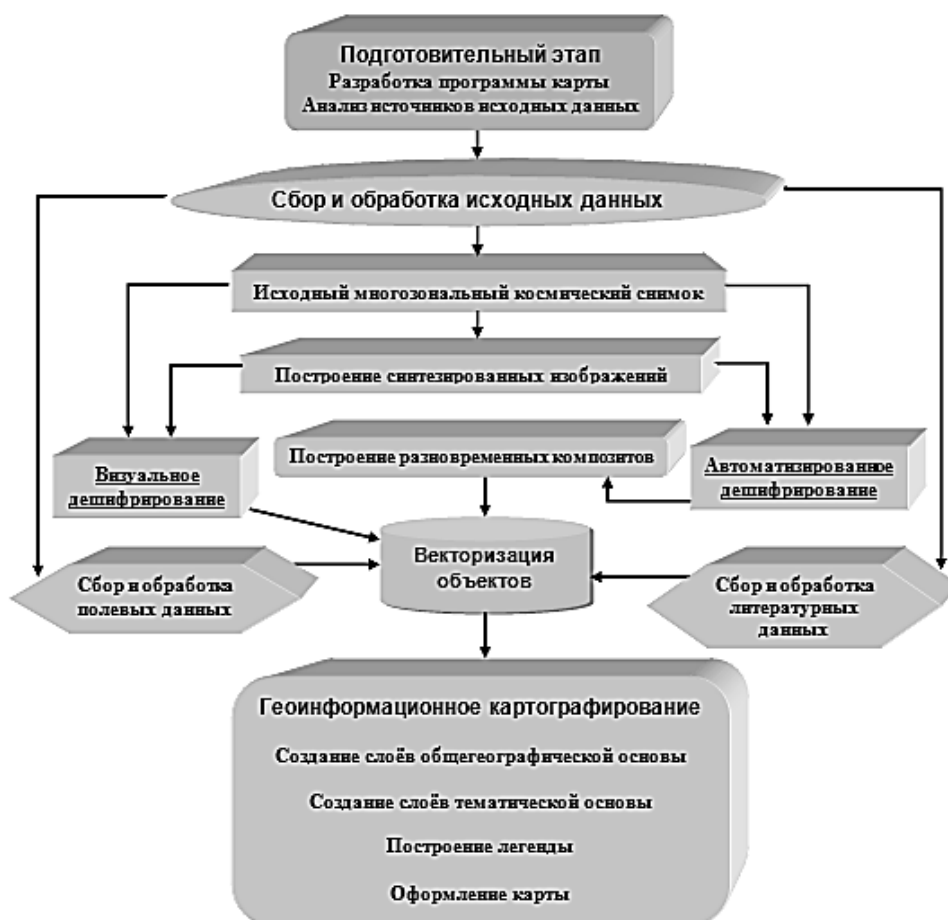 Подготовительный этап
Разработка программы карты
Анализ источников исходных данных
Сбор и обработка исходных данных
Исходный многозональный космический снимок
Построение синтезированных изображений
Построение разновременных композитов
Визуальное
дешифрирование
Автоматизированное
дешифрирование
Векторизация
объектов
Сбор и обработка
полевых данных
Сбор и обработка
литературных
данных
Геоинформационное картографирование
Создание слоёв общегеографической основы
Создание слоёв тематической основы
Построение легенды
Оформление карты